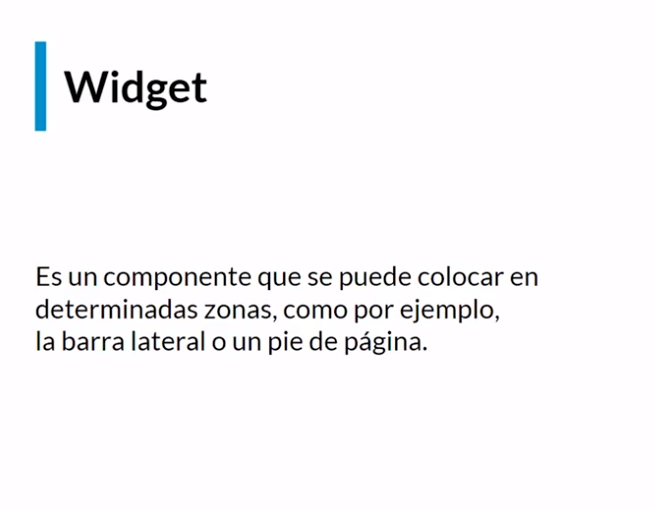 Widget
Es un componente que se puede colocar en
determinadas zonas, como por ejemplo,
la barra lateral o un pie de página.